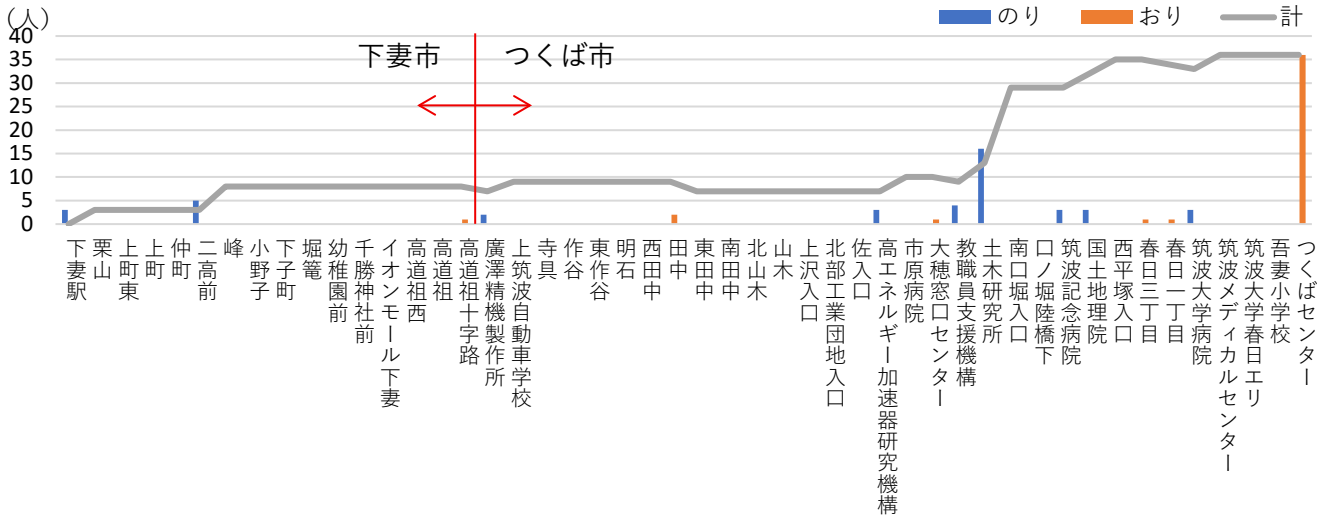 （人）
のり おり 計
40
35
30
25
20
15
10
5
0
下妻市 つくば市
下妻駅
栗山
上町東
上町
仲町
二高前
峰
小野子
下子町
堀篭
幼稚園前
千勝神社前
イオンモール下妻
高道祖西
高道祖
高道祖十字路
廣澤精機製作所
上筑波自動車学校
寺具
作谷
東作谷
明石
西田中
田中
東田中
南田中
北山木
山木
上沢入口
北部工業団地入口
佐入口
高エネルギー加速器研究機構
市原病院
大穂窓口センター
教職員支援機構
土木研究所
南口堀入口
口ノ堀陸橋下
筑波記念病院
国土地理院
西平塚入口
春日三丁目
春日一丁目
筑波大学病院
筑波メディカルセンター
筑波大学春日エリ
吾妻小学校
つくばセンター